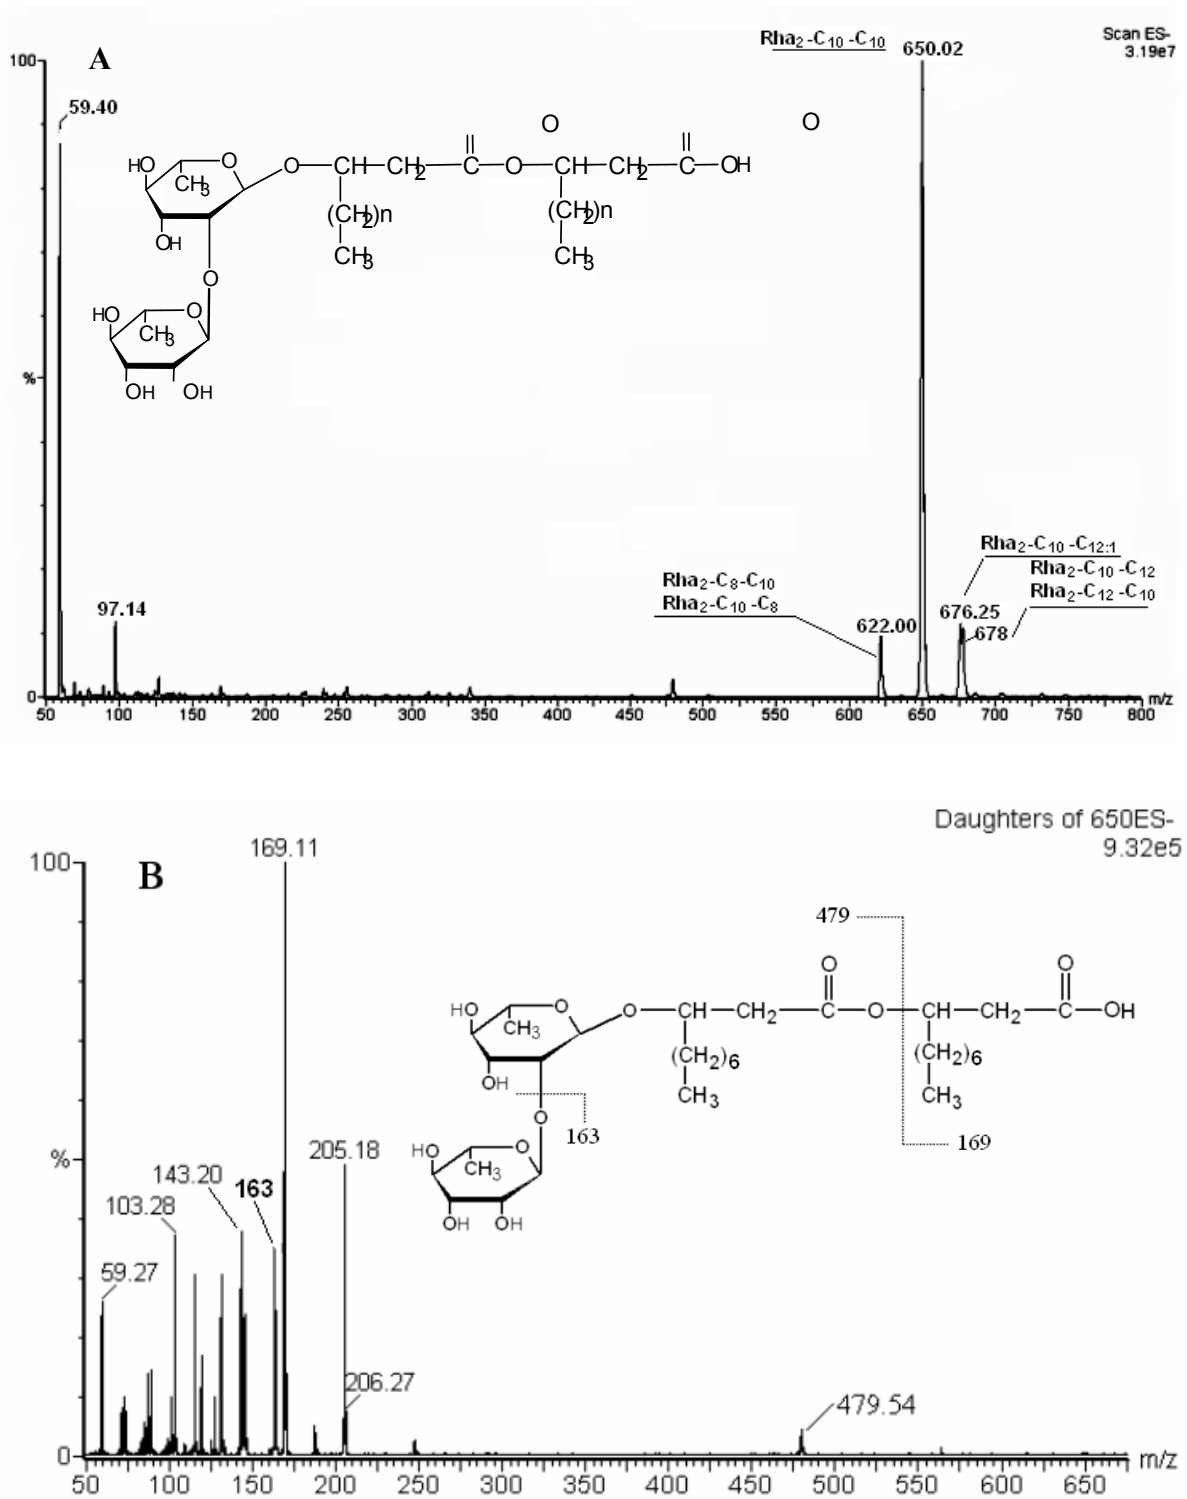 A
Scan ES-
3.19e7
Rha2-C10-C10
650.02
100
59.40
O
O
HO
O
CH3
O
CH
CH2
C
O
CH
CH2
C
OH
(CH2)n
(CH2)n
OH
CH3
CH3
O
HO
O
CH3
OH
OH
%
Rha2-C10-C12:1
Rha2-C10-C12
Rha2-C12-C10
Rha2-C8-C10
Rha2-C10-C8
97.14
622.00
676.25
678
0
50 100 150 200 250 300 350 400 450 500 550 600 650 700 750 800 m/z
Daughters of 650ES-
9.32e5
169.11
100
B
479
O
O
HO
O
CH3
O
CH
CH2
C
O
CH
CH2
C
OH
(CH2)6
(CH2)6
OH
CH3
CH3
O
163
169
HO
O
CH3
OH
OH
205.18
%
143.20
163
103.28
59.27
206.27
479.54
0
50 100 150 200 250 300 350 400 450 500 550 600 650 m/z